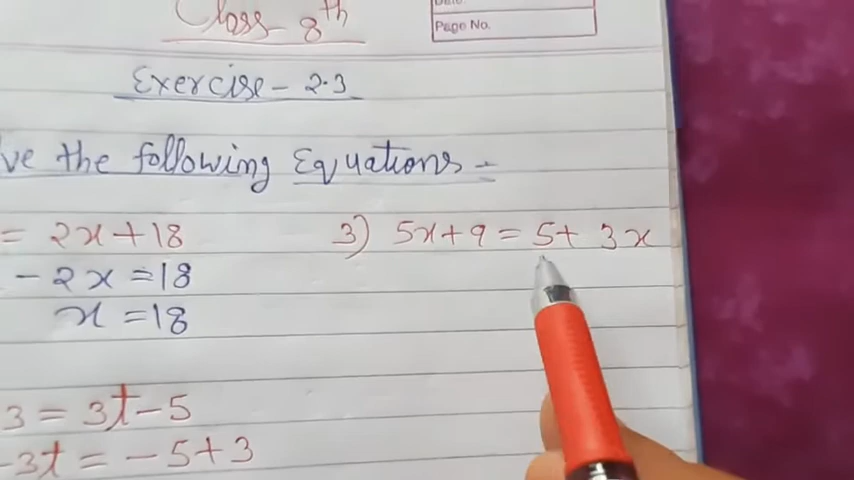 Class - 8th
Page No.
Exercise - 2.3
ve the following Equations -
= 2x + 18
- 2x = 18
x = 18
3) 5x + 9 = 5 + 3x
3 = 3t - 5
-3t = -5 + 3